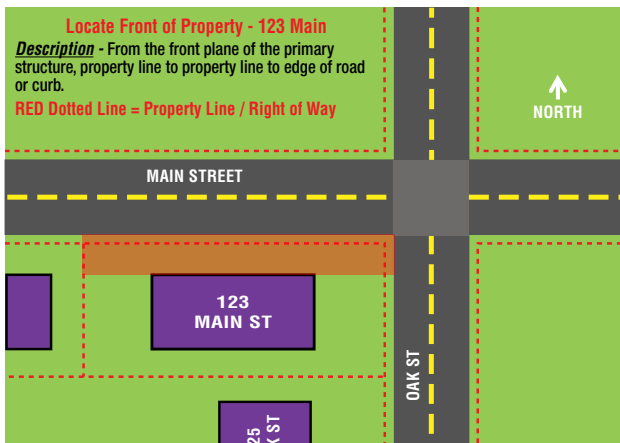 Locate Front of Property - 123 Main
Description - From the front plane of the primary
structure, property line to property line to edge of road
or curb.
RED Dotted Line = Property Line / Right of Way
NORTH
MAIN STREET
123
MAIN ST
OAK ST